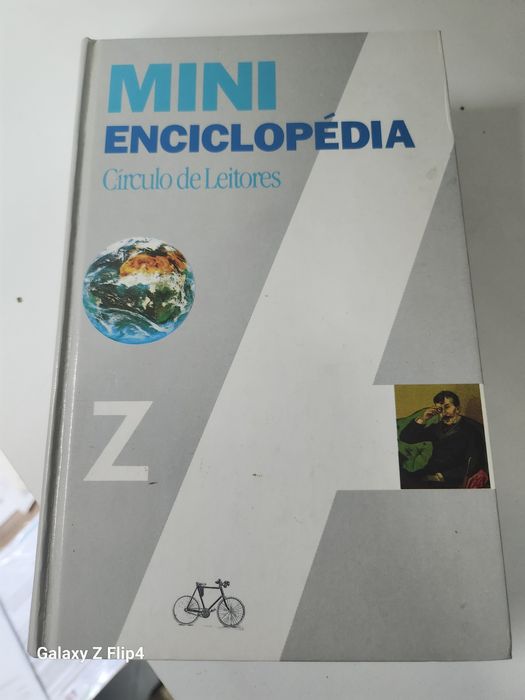 MINI
ENCICLOPÉDIA
Círculo de Leitores
A
Z
Galaxy Z Flip4